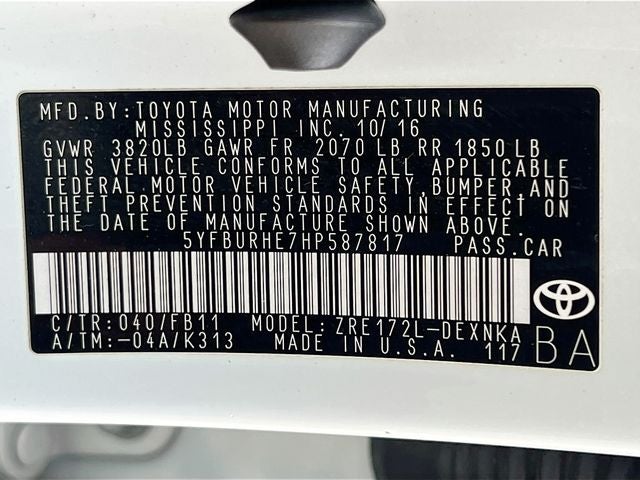 MFD.BY:TOYOTA MOTOR MANUFACTURING
MISSISSIPPI INC. 10/16
GVWR 3820LB GAWR FR 2070LB RR 1850LB
THIS VEHICLE CONFORMS TO ALL APPLICABLE
FEDERAL MOTOR VEHICLE SAFETY,BUMPER,AND
THEFT PREVENTION STANDARDS IN EFFECT ON
THE DATE OF MANUFACTURE SHOWN ABOVE.
5YFBURHE7HP587817 PASS.CAR
C/TR:040/FB11 MODEL:ZRE172L-DEXNKA
A/TM:-04A/K313 MADE IN U.S.A. 117 BA